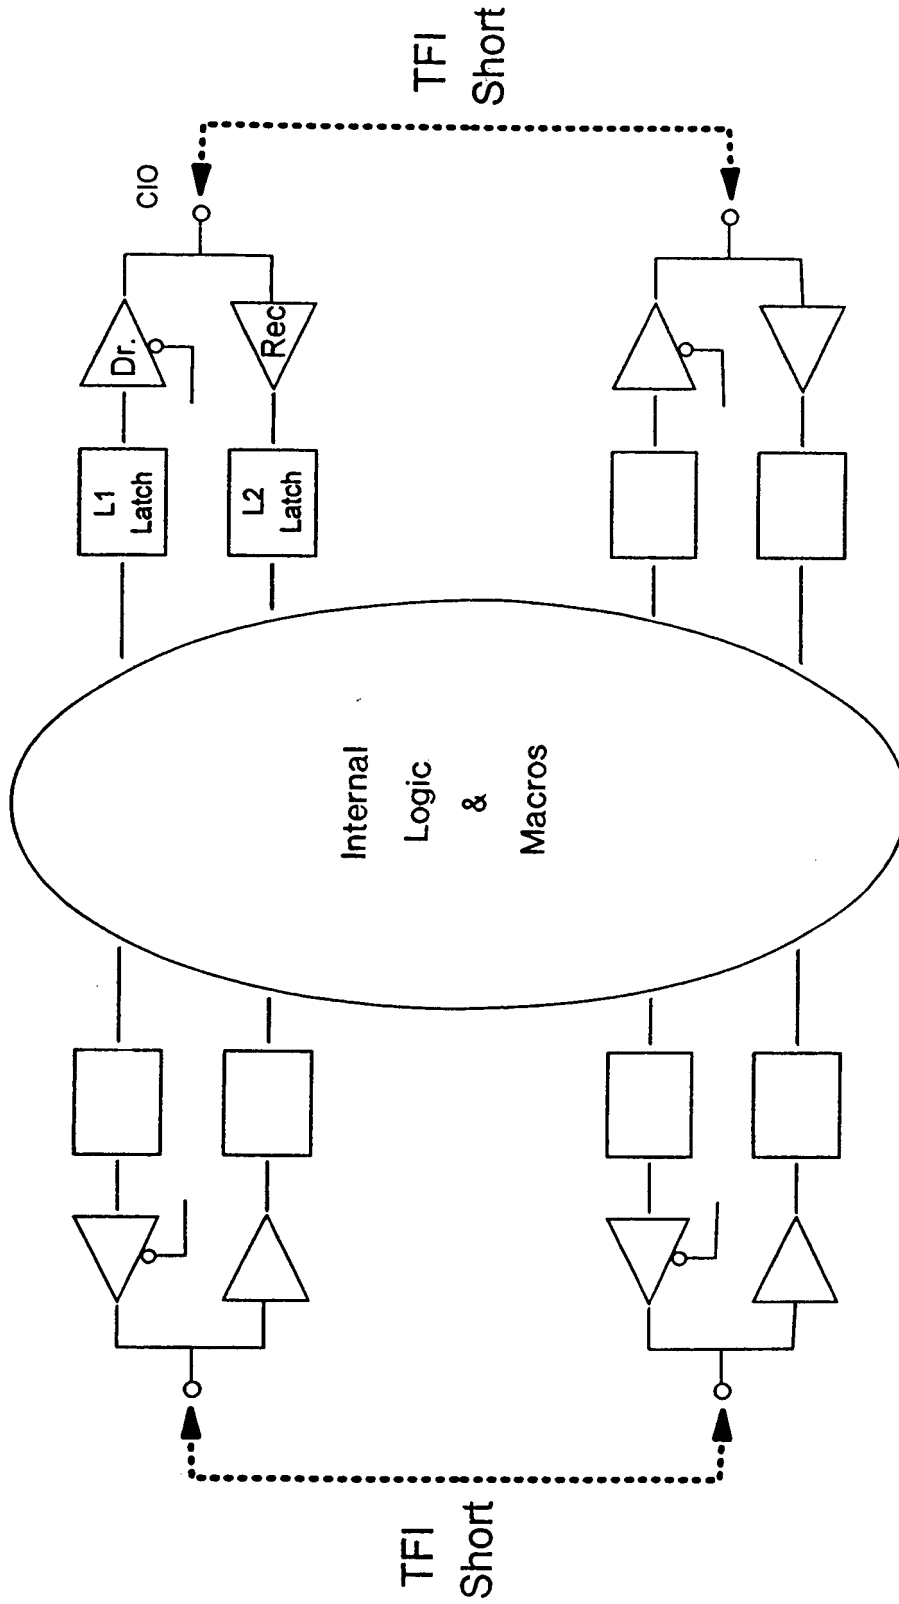 L1
Latch
Dr.
CIO
L2
Latch
Rec
TFI
Short
Internal
Logic
&
Macros
TFI
Short